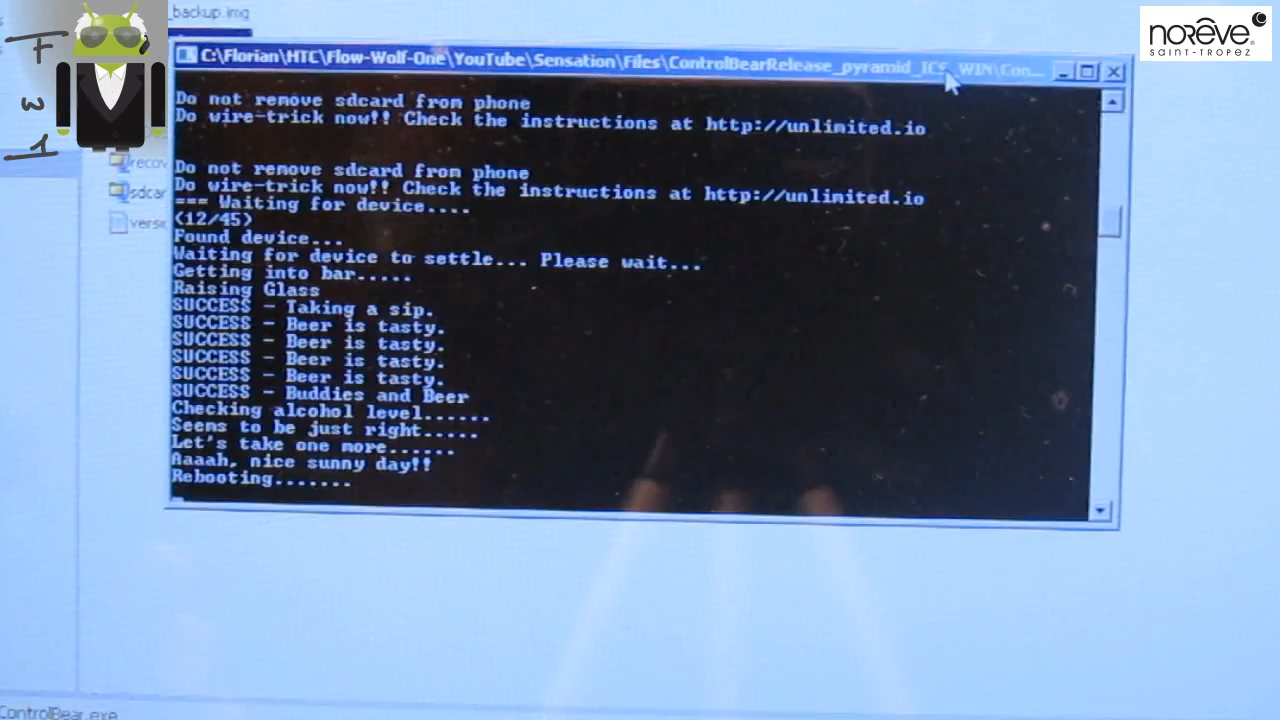 _backup.img
norêve
SAINT-TROPEZ
F
W
1
C:\Florian\HTC\Flow-Wolf-One\YouTube\Sensation\Files\ControlBearRelease_pyramid_ICS_WIN\Con...
Do not remove sdcard from phone
Do wire-trick now!! Check the instructions at http://unlimited.io
Do not remove sdcard from phone
Do wire-trick now!! Check the instructions at http://unlimited.io
=== Waiting for device....
(12/45)
Found device...
Waiting for device to settle... Please wait...
Getting into bar.....
Raising Glass
SUCCESS - Taking a sip.
SUCCESS - Beer is tasty.
SUCCESS - Beer is tasty.
SUCCESS - Beer is tasty.
SUCCESS - Beer is tasty.
SUCCESS - Buddies and Beer
Checking alcohol level......
Seems to be just right.....
Let's take one more......
Aaaah, nice sunny day!!
Rebooting.......
recov
sdcar
versi
ControlBear.exe